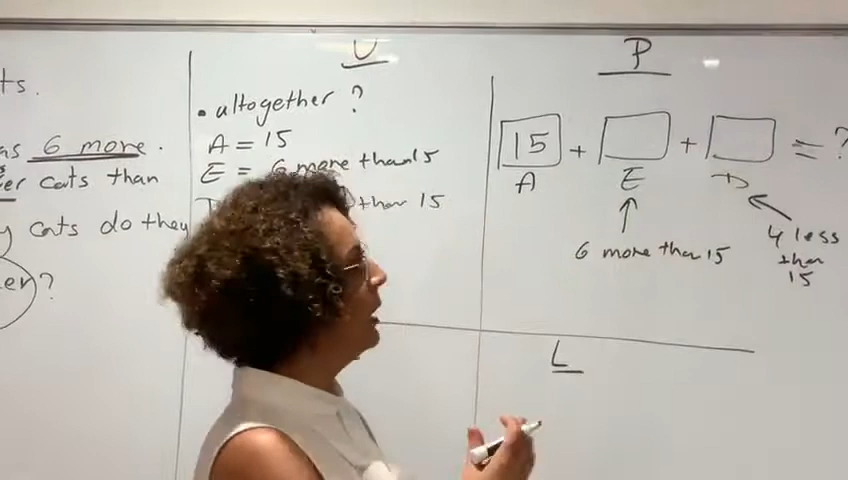 ts.
as 6 more.
er cats than
y cats do they
er?
U
• altogether ?
A = 15
E = 6 more than 15
than 15
P
15 + + = ?
A E D
6 more than 15
4 less
than
15
L